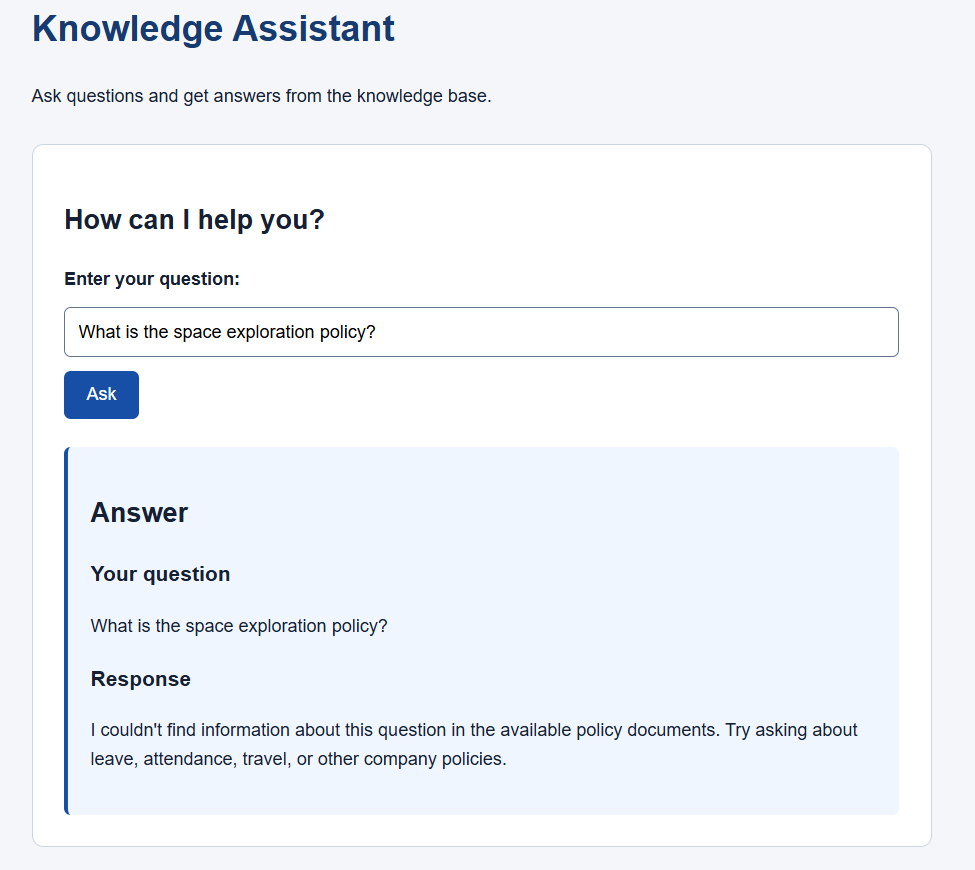 Knowledge Assistant
Ask questions and get answers from the knowledge base.
How can I help you?
Enter your question:
What is the space exploration policy?
Ask
Answer
Your question
What is the space exploration policy?
Response
I couldn't find information about this question in the available policy documents. Try asking about
leave, attendance, travel, or other company policies.